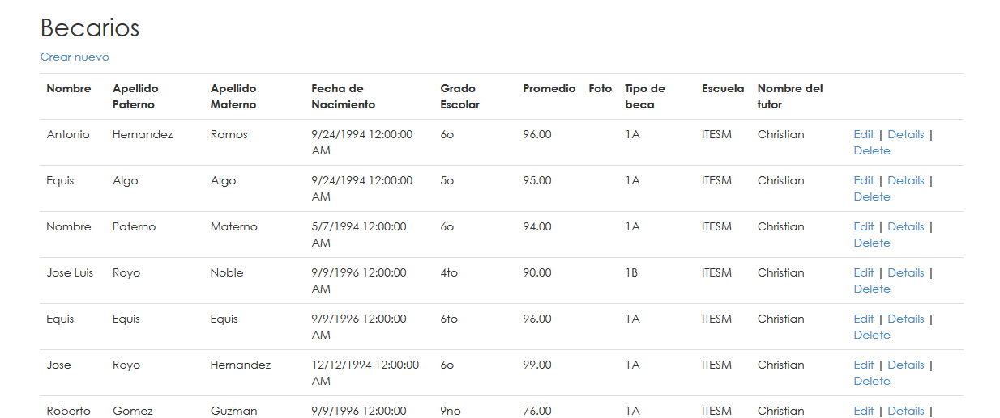 Becarios
Crear nuevo
Nombre Apellido Paterno Apellido Materno Fecha de Nacimiento Grado Escolar Promedio Foto Tipo de beca Escuela Nombre del tutor
Antonio Hernandez Ramos 9/24/1994 12:00:00 AM 6o 96.00 1A ITESM Christian Edit | Details | Delete
Equis Algo Algo 9/24/1994 12:00:00 AM 5o 95.00 1A ITESM Christian Edit | Details | Delete
Nombre Paterno Materno 5/7/1994 12:00:00 AM 6o 94.00 1A ITESM Christian Edit | Details | Delete
Jose Luis Royo Noble 9/9/1996 12:00:00 AM 4to 90.00 1B ITESM Christian Edit | Details | Delete
Equis Equis Equis 9/9/1996 12:00:00 AM 6to 96.00 1A ITESM Christian Edit | Details | Delete
Jose Royo Hernandez 12/12/1994 12:00:00 AM 6o 99.00 1A ITESM Christian Edit | Details | Delete
Roberto Gomez Guzman 9/9/1996 12:00:00 9no 76.00 1A ITESM Christian Edit | Details |